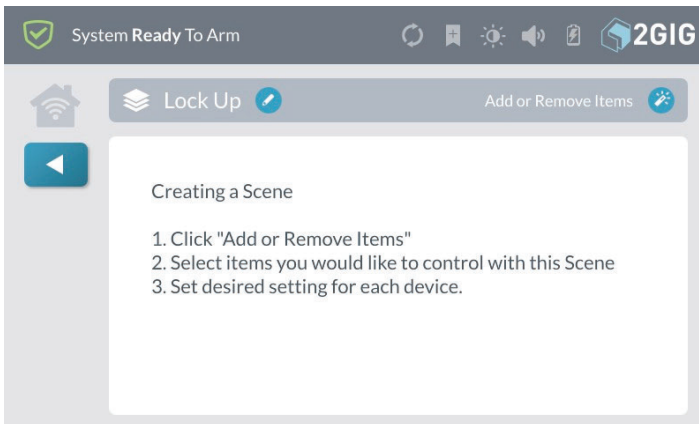 System Ready To Arm
2GIG
Lock Up
Add or Remove Items
Creating a Scene
1. Click "Add or Remove Items"
2. Select items you would like to control with this Scene
3. Set desired setting for each device.